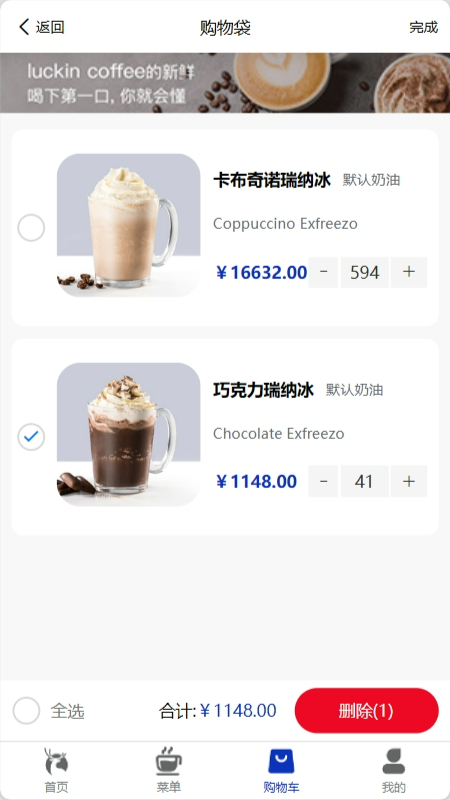 返回
购物袋
完成
luckin coffee的新鲜
喝下第一口, 你就会懂
卡布奇诺瑞纳冰 默认奶油
Coppuccino Exfreezo
￥16632.00 - 594 +
巧克力瑞纳冰 默认奶油
Chocolate Exfreezo
￥1148.00 - 41 +
全选 合计:￥1148.00 删除(1)
首页 菜单 购物车 我的